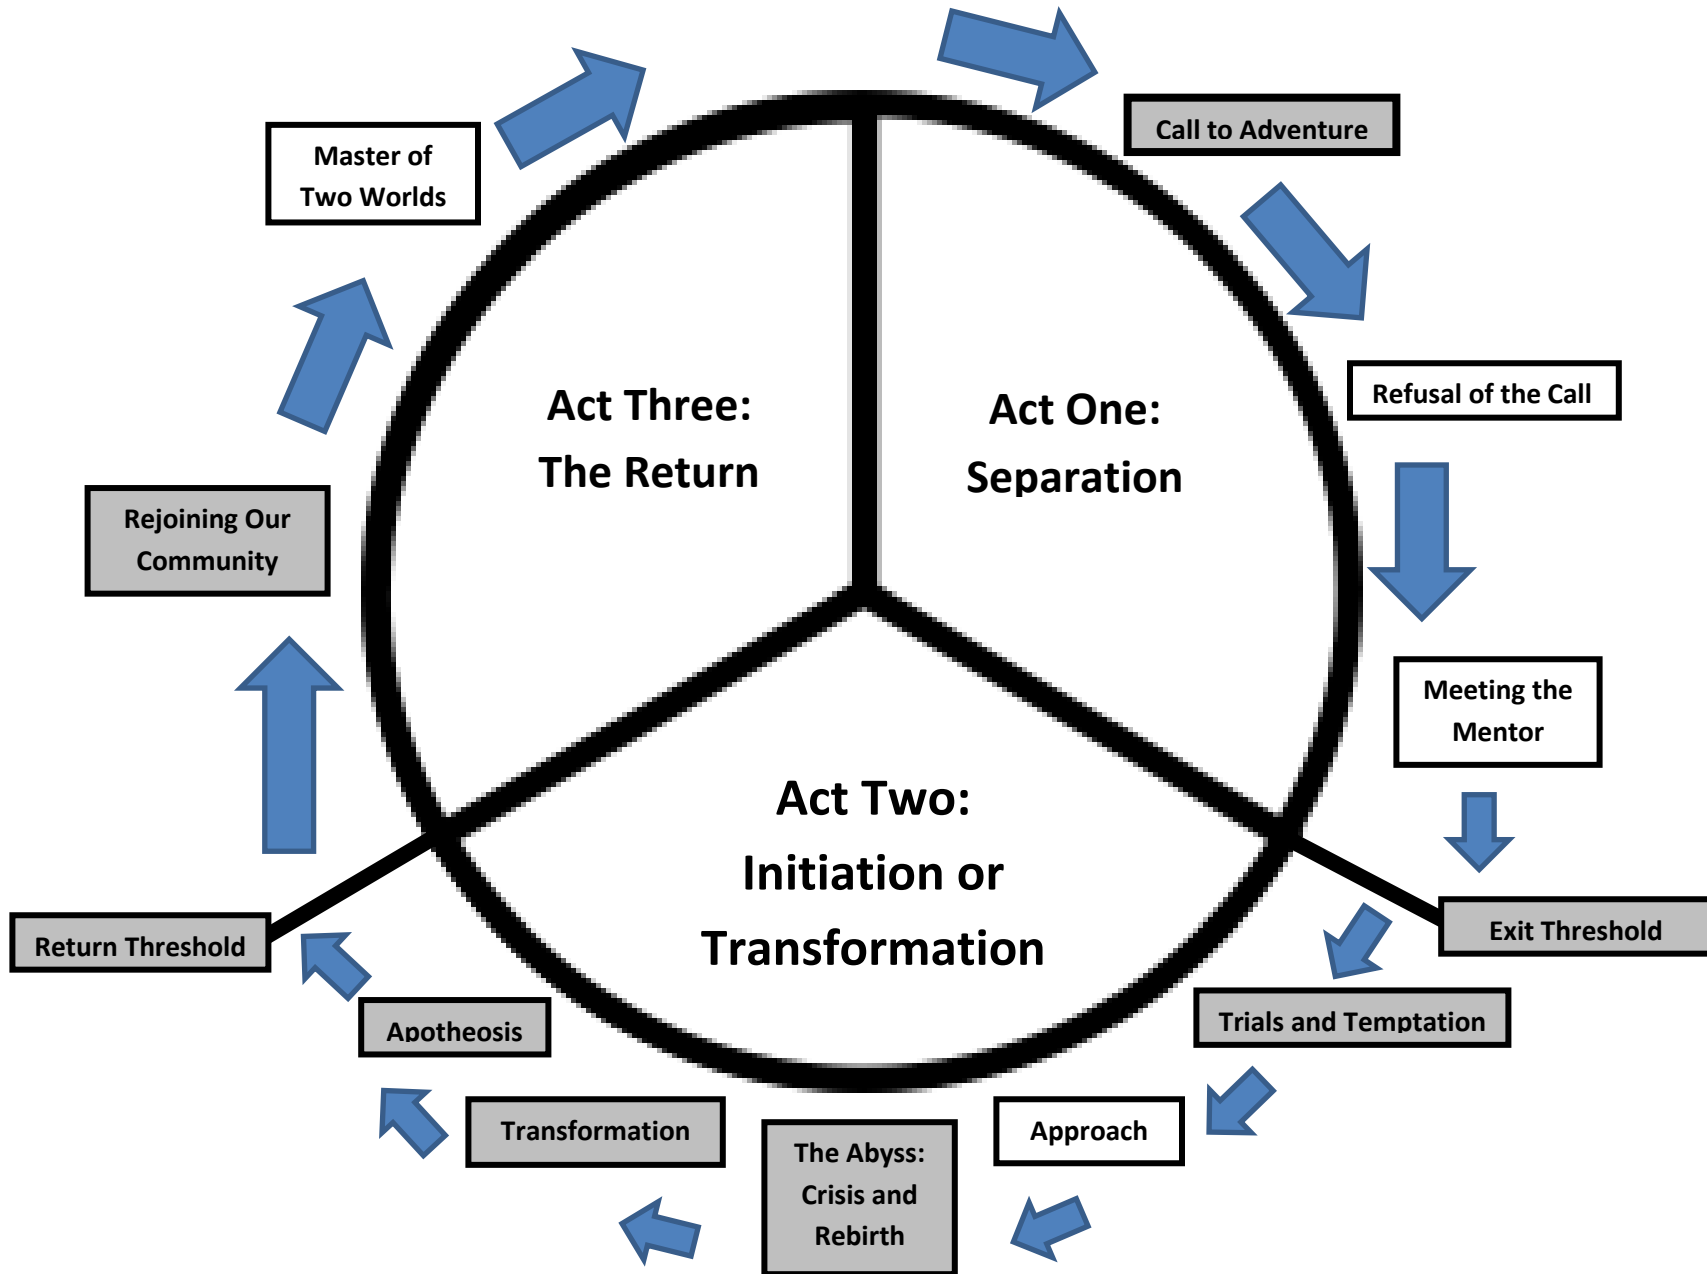 Call to Adventure
Master of
Two Worlds
Refusal of the Call
Act Three:
The Return
Act One:
Separation
Rejoining Our
Community
Meeting the
Mentor
Act Two:
Initiation or
Transformation
Return Threshold
Exit Threshold
Apotheosis
Trials and Temptation
Transformation
The Abyss:
Crisis and
Rebirth
Approach